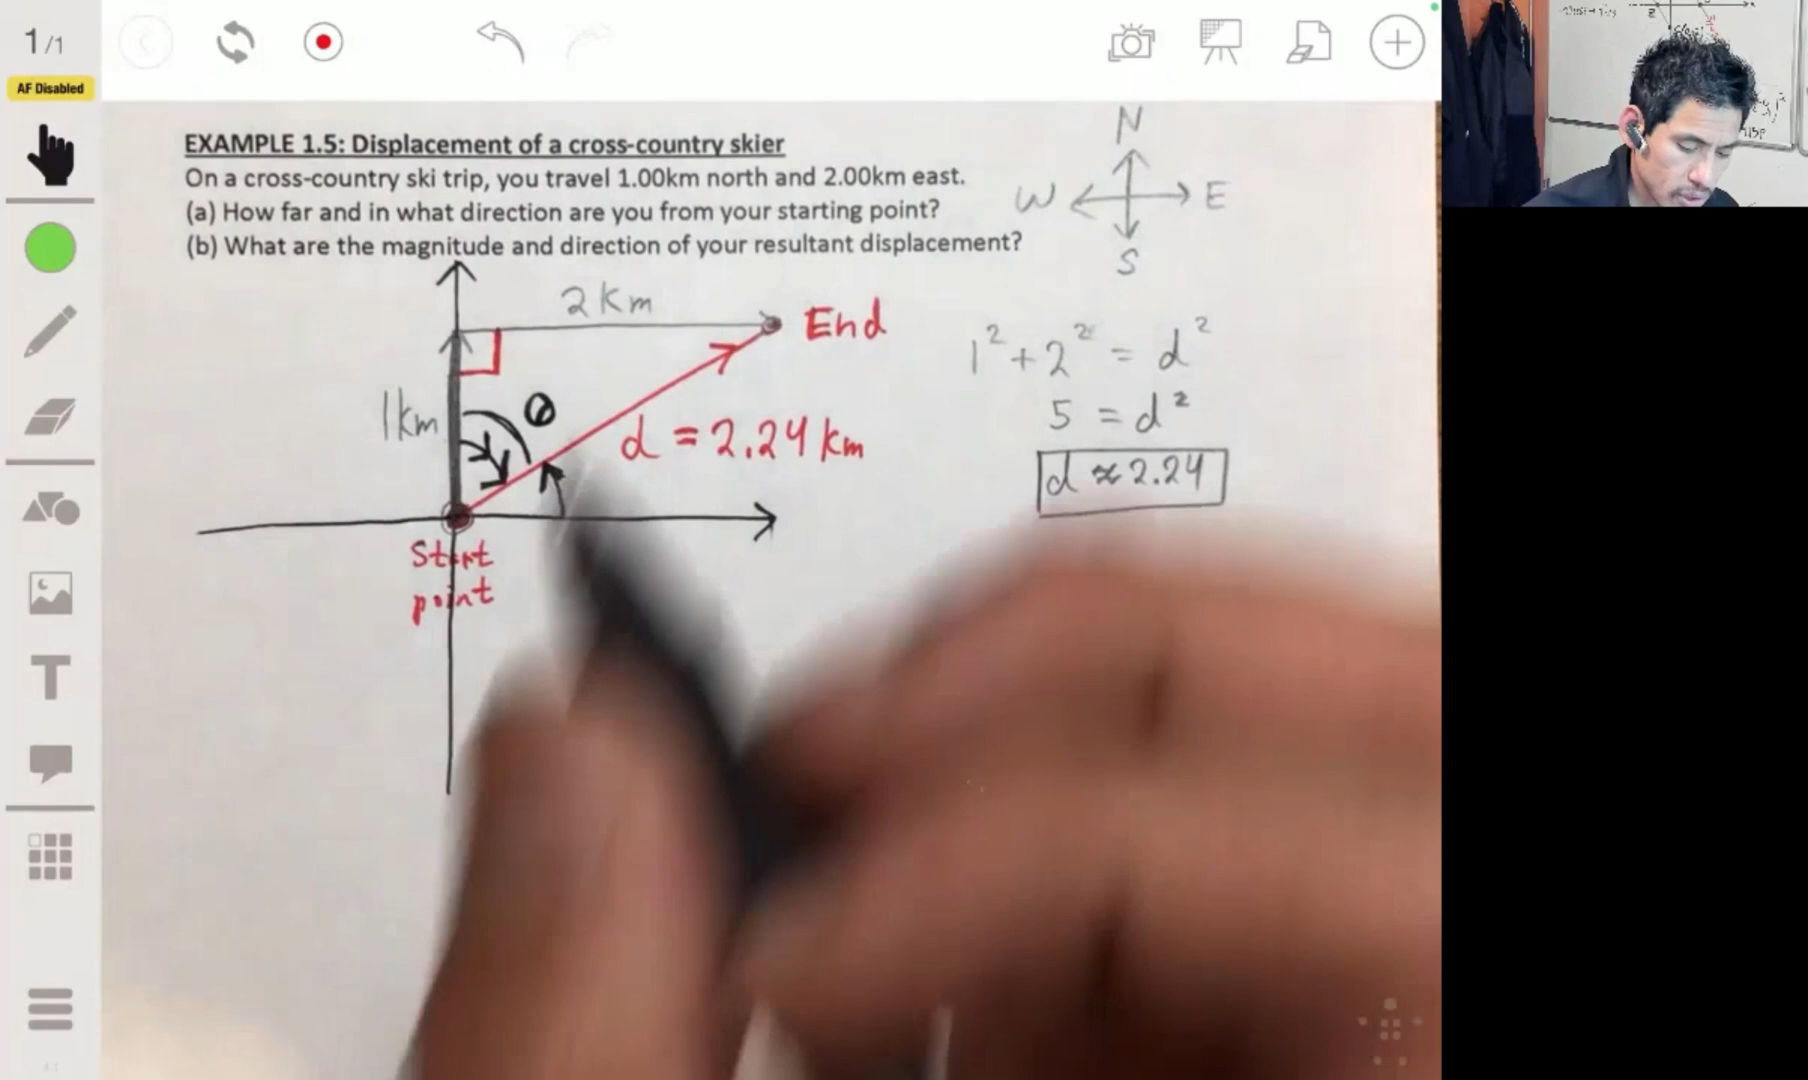 1/1
AF Disabled
EXAMPLE 1.5: Displacement of a cross-country skier
On a cross-country ski trip, you travel 1.00km north and 2.00km east.
(a) How far and in what direction are you from your starting point?
(b) What are the magnitude and direction of your resultant displacement?
N
W E
S
2 km
End
1km
θ
d = 2.24 km
Start
point
1² + 2² = d²
5 = d²
d ≈ 2.24
T